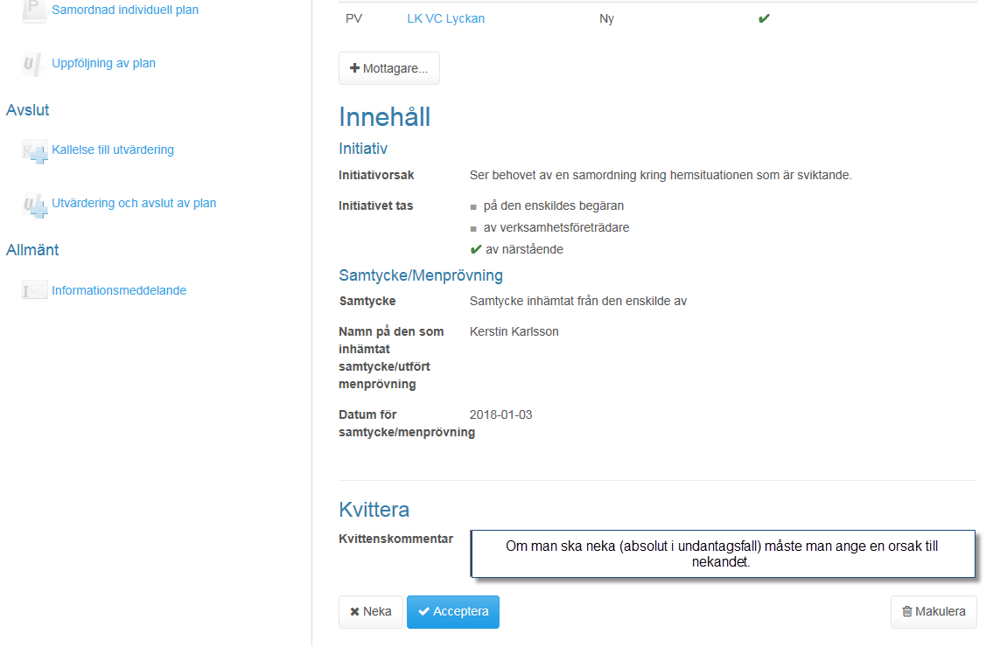 Samordnad individuell plan
Uppföljning av plan
Avslut
Kallelse till utvärdering
Utvärdering och avslut av plan
Allmänt
Informationsmeddelande
PV LK VC Lyckan Ny
Mottagare...
Innehåll
Initiativ
Initiativorsak Ser behovet av en samordning kring hemsituationen som är sviktande.
Initiativet tas på den enskildes begäran
av verksamhetsföreträdare
av närstående
Samtycke/Menprövning
Samtycke Samtycke inhämtat från den enskilde av
Namn på den som Kerstin Karlsson
inhämtat
samtycke/utfört
menprövning
Datum för 2018-01-03
samtycke/menprövning
Kvittera
Kvittenskommentar Om man ska neka (absolut i undantagsfall) måste man ange en orsak till
nekandet.
Neka Acceptera Makulera